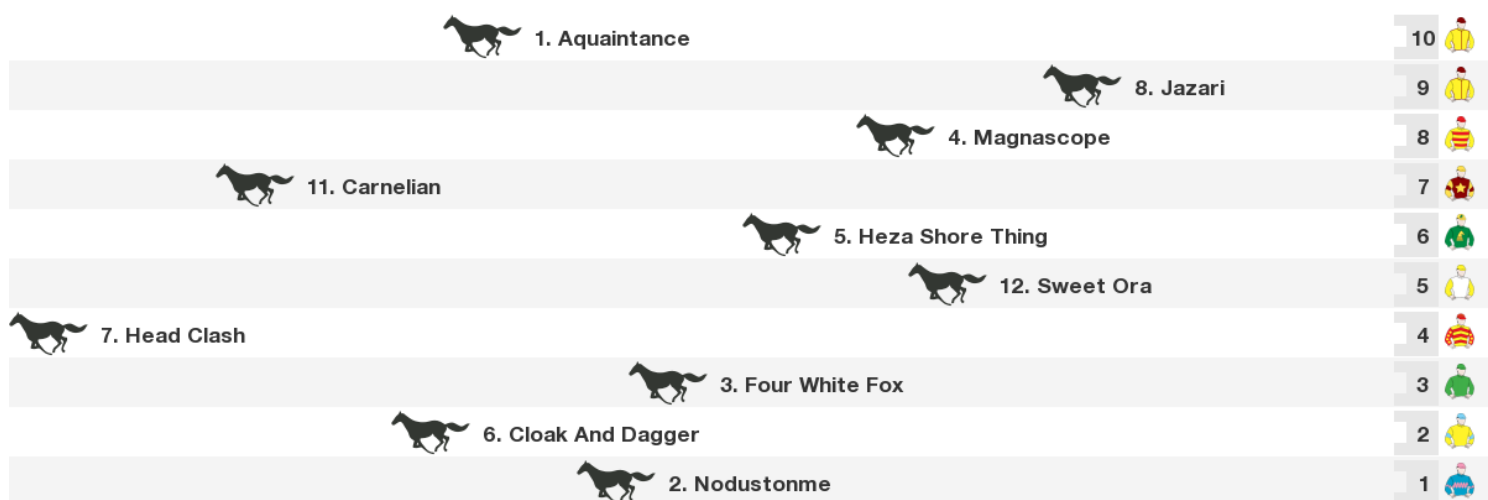 1. Aquaintance 10
8. Jazari 9
4. Magnascope 8
11. Carnelian 7
5. Heza Shore Thing 6
12. Sweet Ora 5
7. Head Clash 4
3. Four White Fox 3
6. Cloak And Dagger 2
2. Nodustonme 1